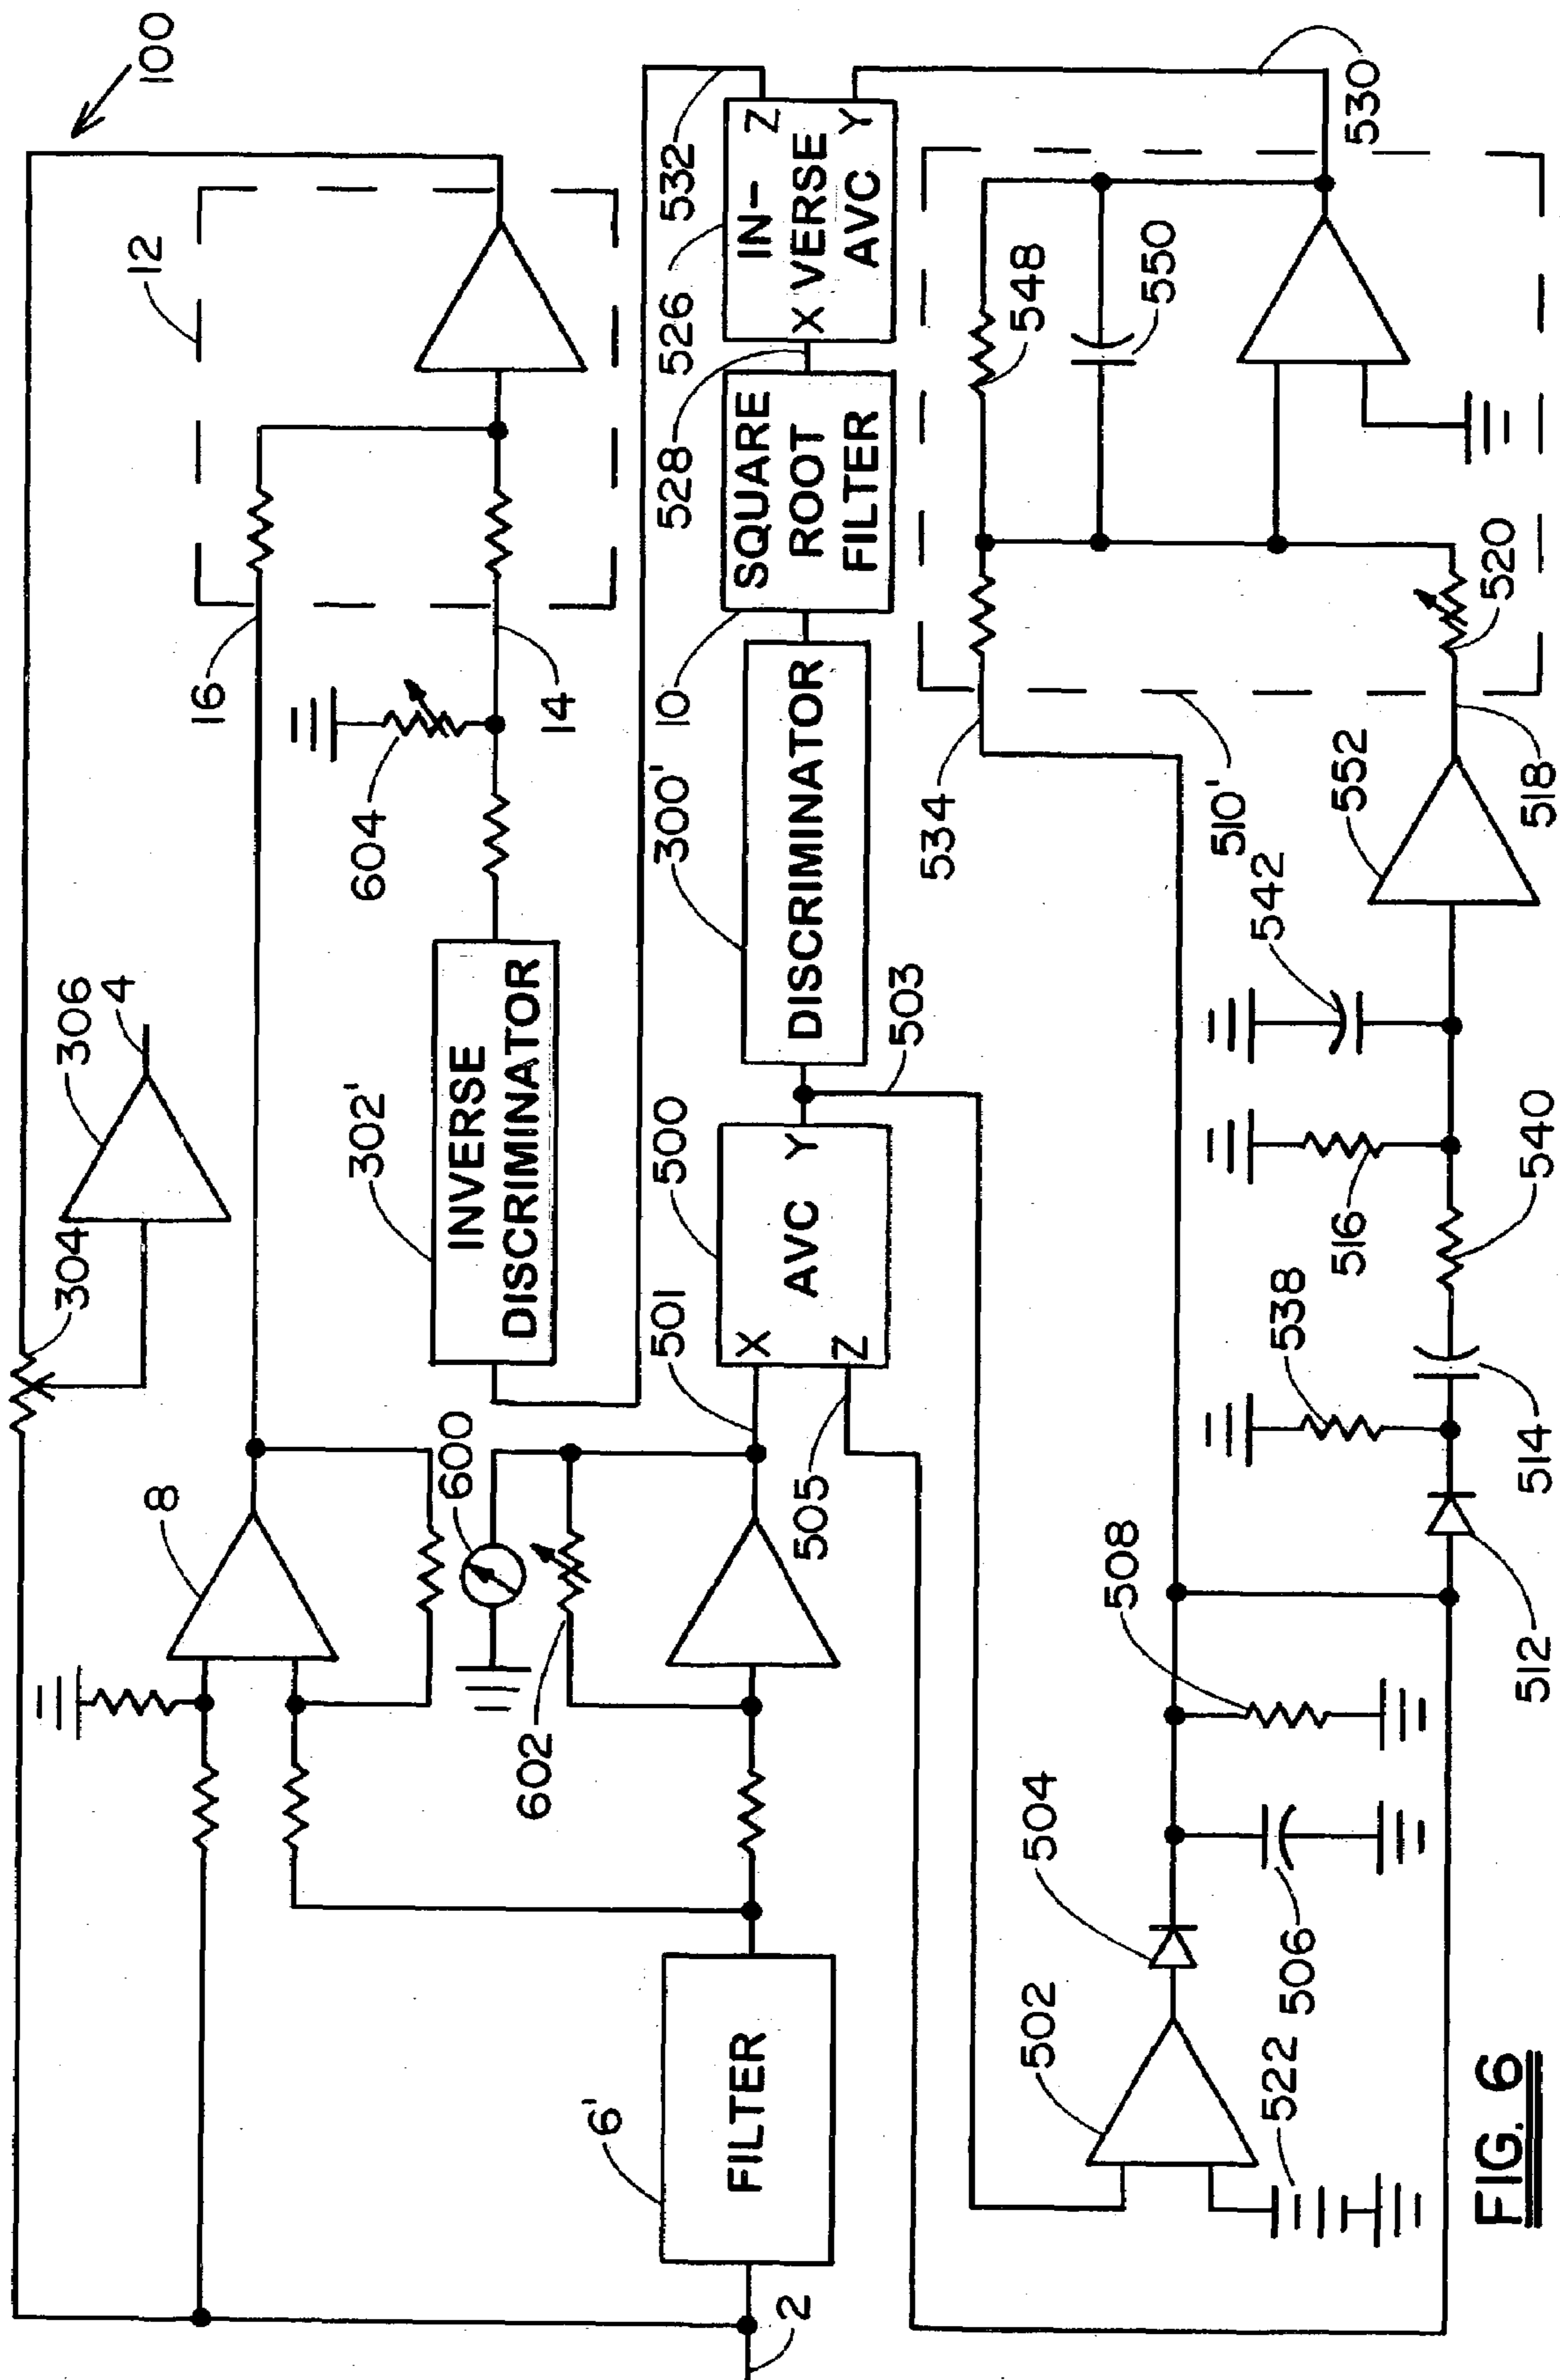 100
12
16
306
4
304
8
604
14
302'
INVERSE
DISCRIMINATOR
600
602
6'
FILTER
2
501
X
AVC
Y
Z
500
505
503
300'
DISCRIMINATOR
10
SQUARE
ROOT
FILTER
528
526
532
IN-
X VERSE
AVC
Z
Y
530
534
510'
548
550
520
518
552
542
516
540
538
514
512
508
504
506
502
522
FIG. 6